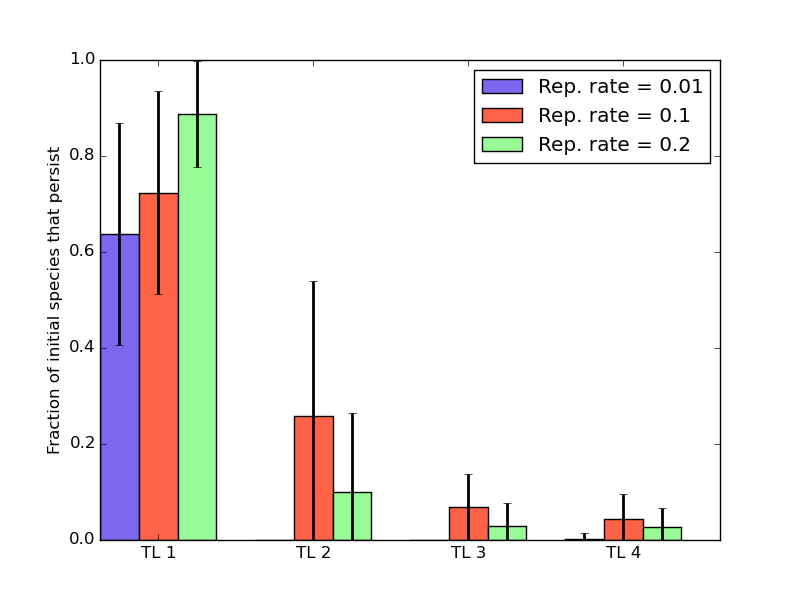 1.0
0.8
0.6
0.4
0.2
0.0
Fraction of initial species that persist
Rep. rate = 0.01
Rep. rate = 0.1
Rep. rate = 0.2
TL 1 TL 2 TL 3 TL 4